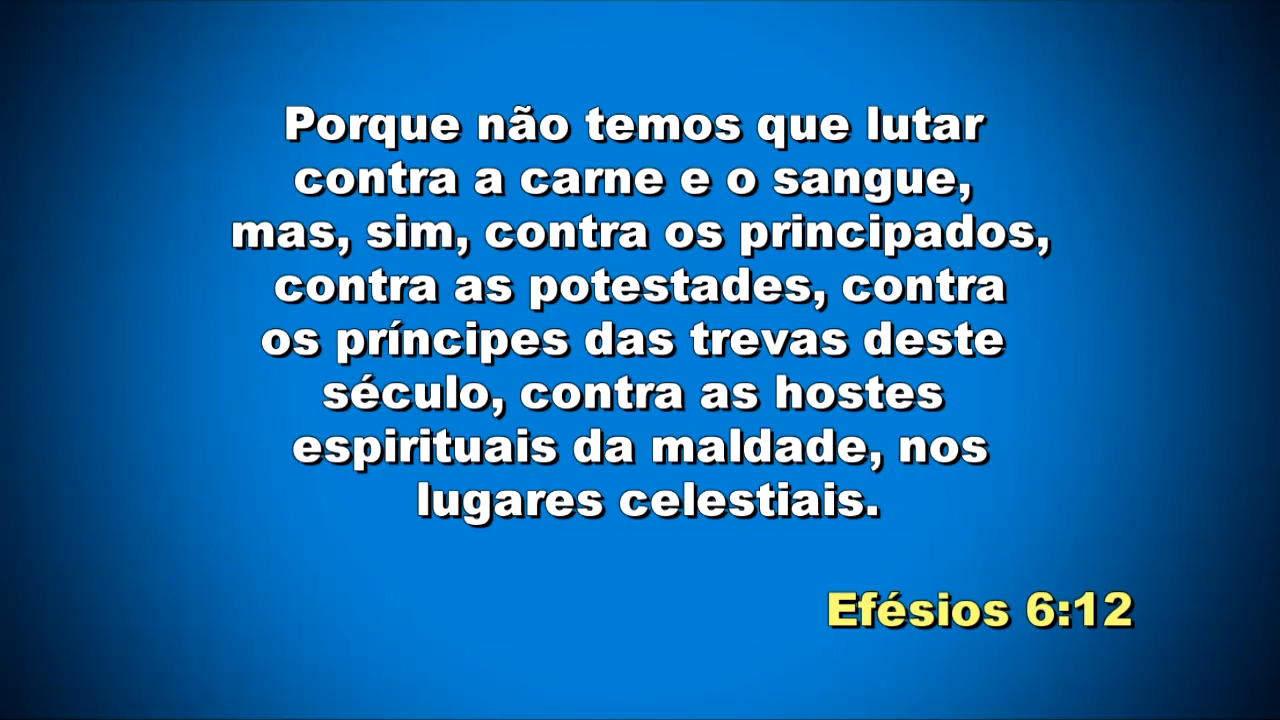 Porque não temos que lutar
contra a carne e o sangue,
mas, sim, contra os principados,
contra as potestades, contra
os príncipes das trevas deste
século, contra as hostes
espirituais da maldade, nos
lugares celestiais.
Efésios 6:12